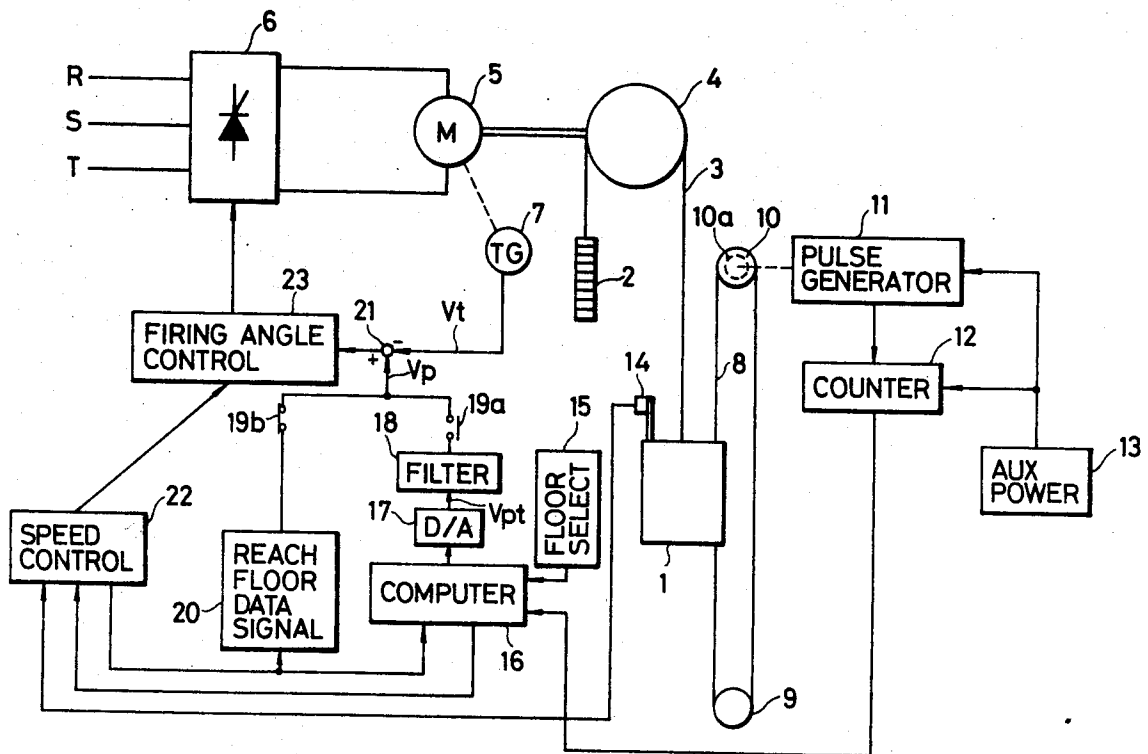 6
R
S
T
5
M
4
3
7
TG
2
10a 10
11
PULSE
GENERATOR
23
FIRING ANGLE
CONTROL
21
-
+
Vt
Vp
12
COUNTER
8
14
19b
19a
15
18
FILTER
FLOOR
SELECT
13
AUX
POWER
22
SPEED
CONTROL
17
Vpt
D/A
1
REACH
FLOOR
DATA
SIGNAL
20
COMPUTER
16
9